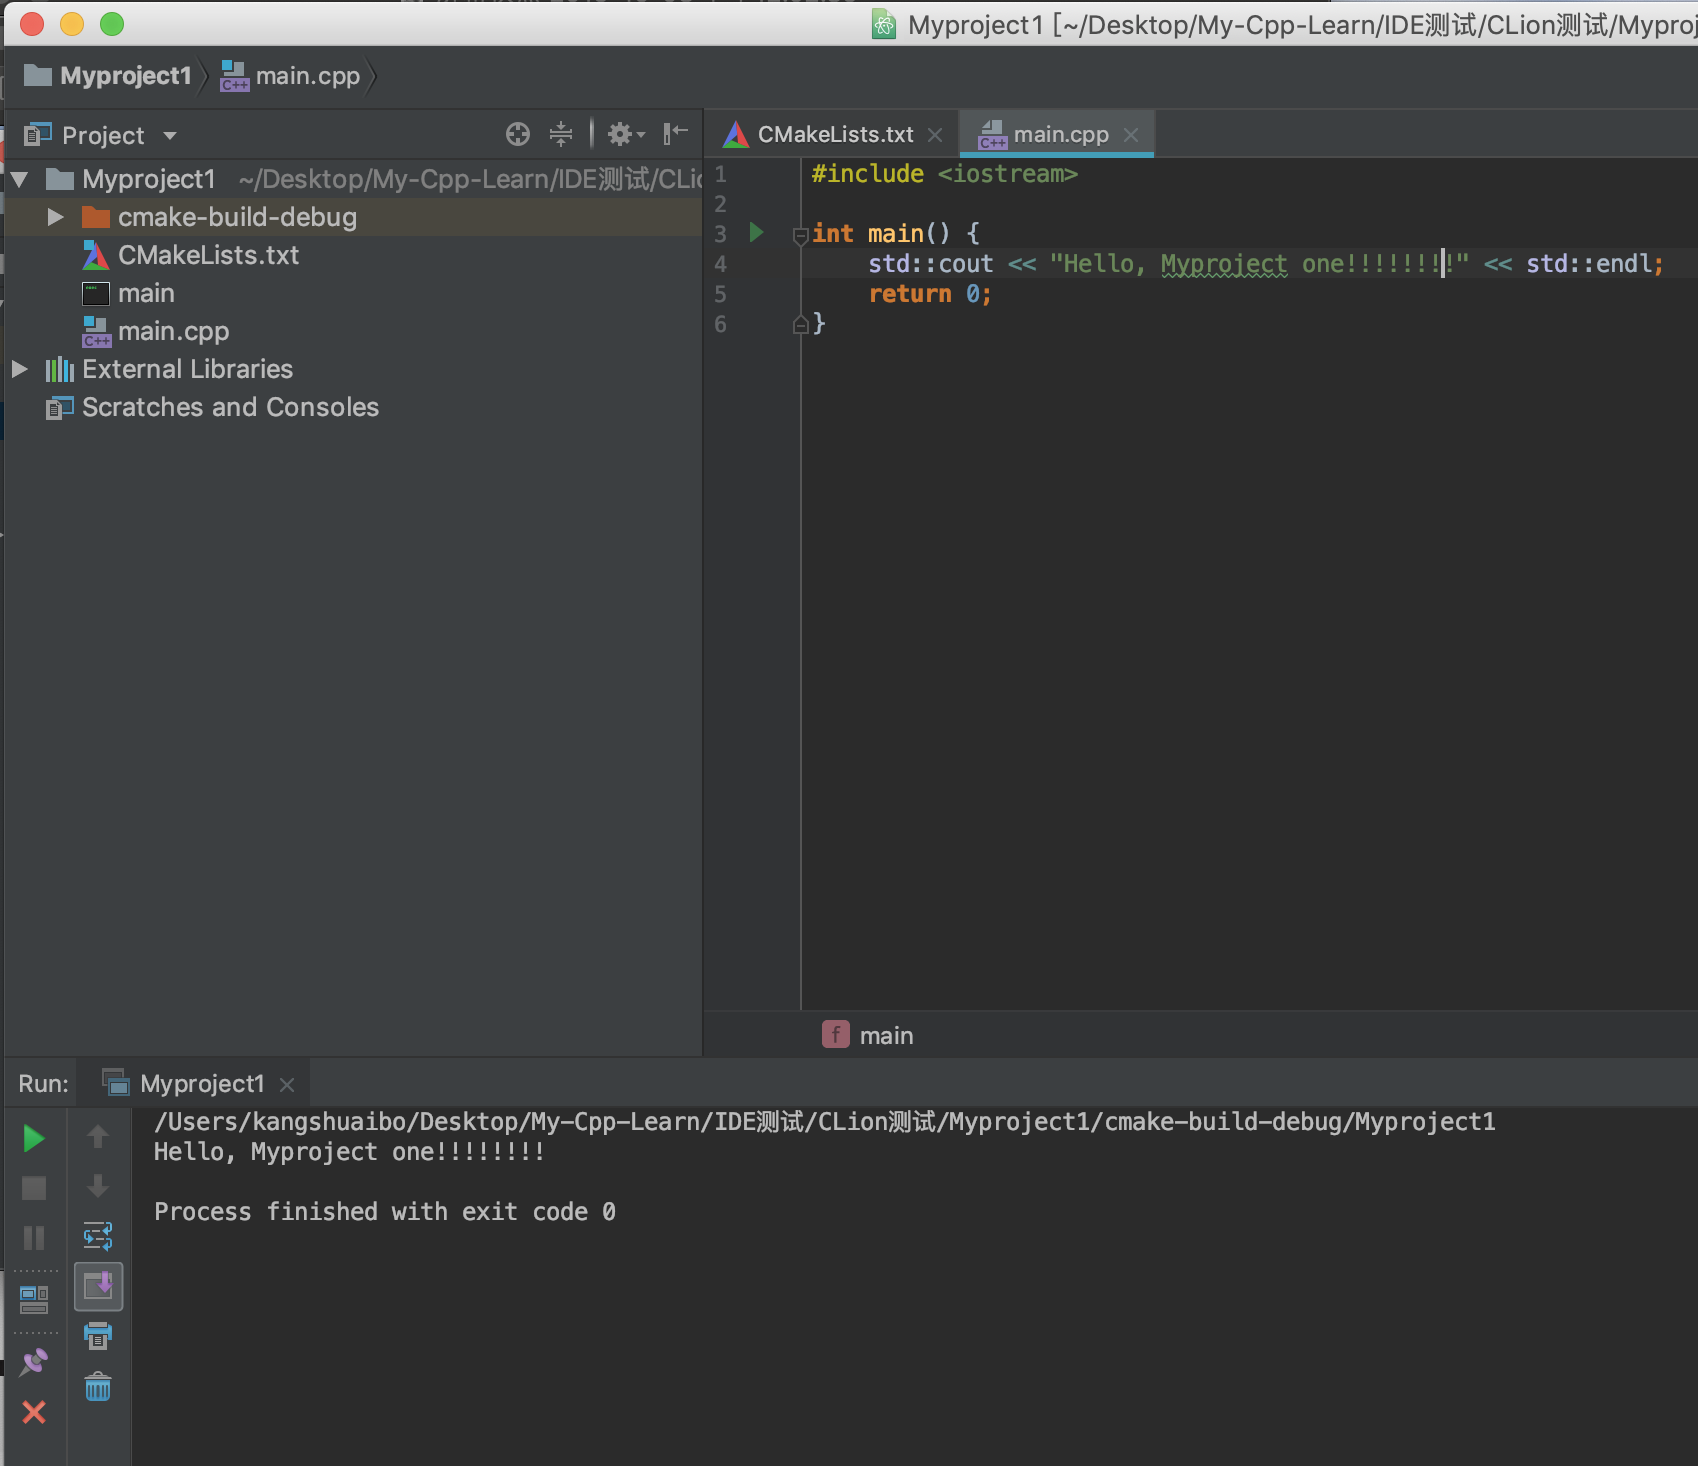 Myproject1 [~/Desktop/My-Cpp-Learn/IDE测试/CLion测试/Myproj
Myproject1
main.cpp
Project
Myproject1 ~/Desktop/My-Cpp-Learn/IDE测试/CLi
cmake-build-debug
CMakeLists.txt
main
main.cpp
External Libraries
Scratches and Consoles
CMakeLists.txt
main.cpp
1 #include <iostream>
2
3 int main() {
4 std::cout << "Hello, Myproject one!!!!!!!!" << std::endl;
5 return 0;
6 }
f main
Run: Myproject1
/Users/kangshuaibo/Desktop/My-Cpp-Learn/IDE测试/CLion测试/Myproject1/cmake-build-debug/Myproject1
Hello, Myproject one!!!!!!!!
Process finished with exit code 0